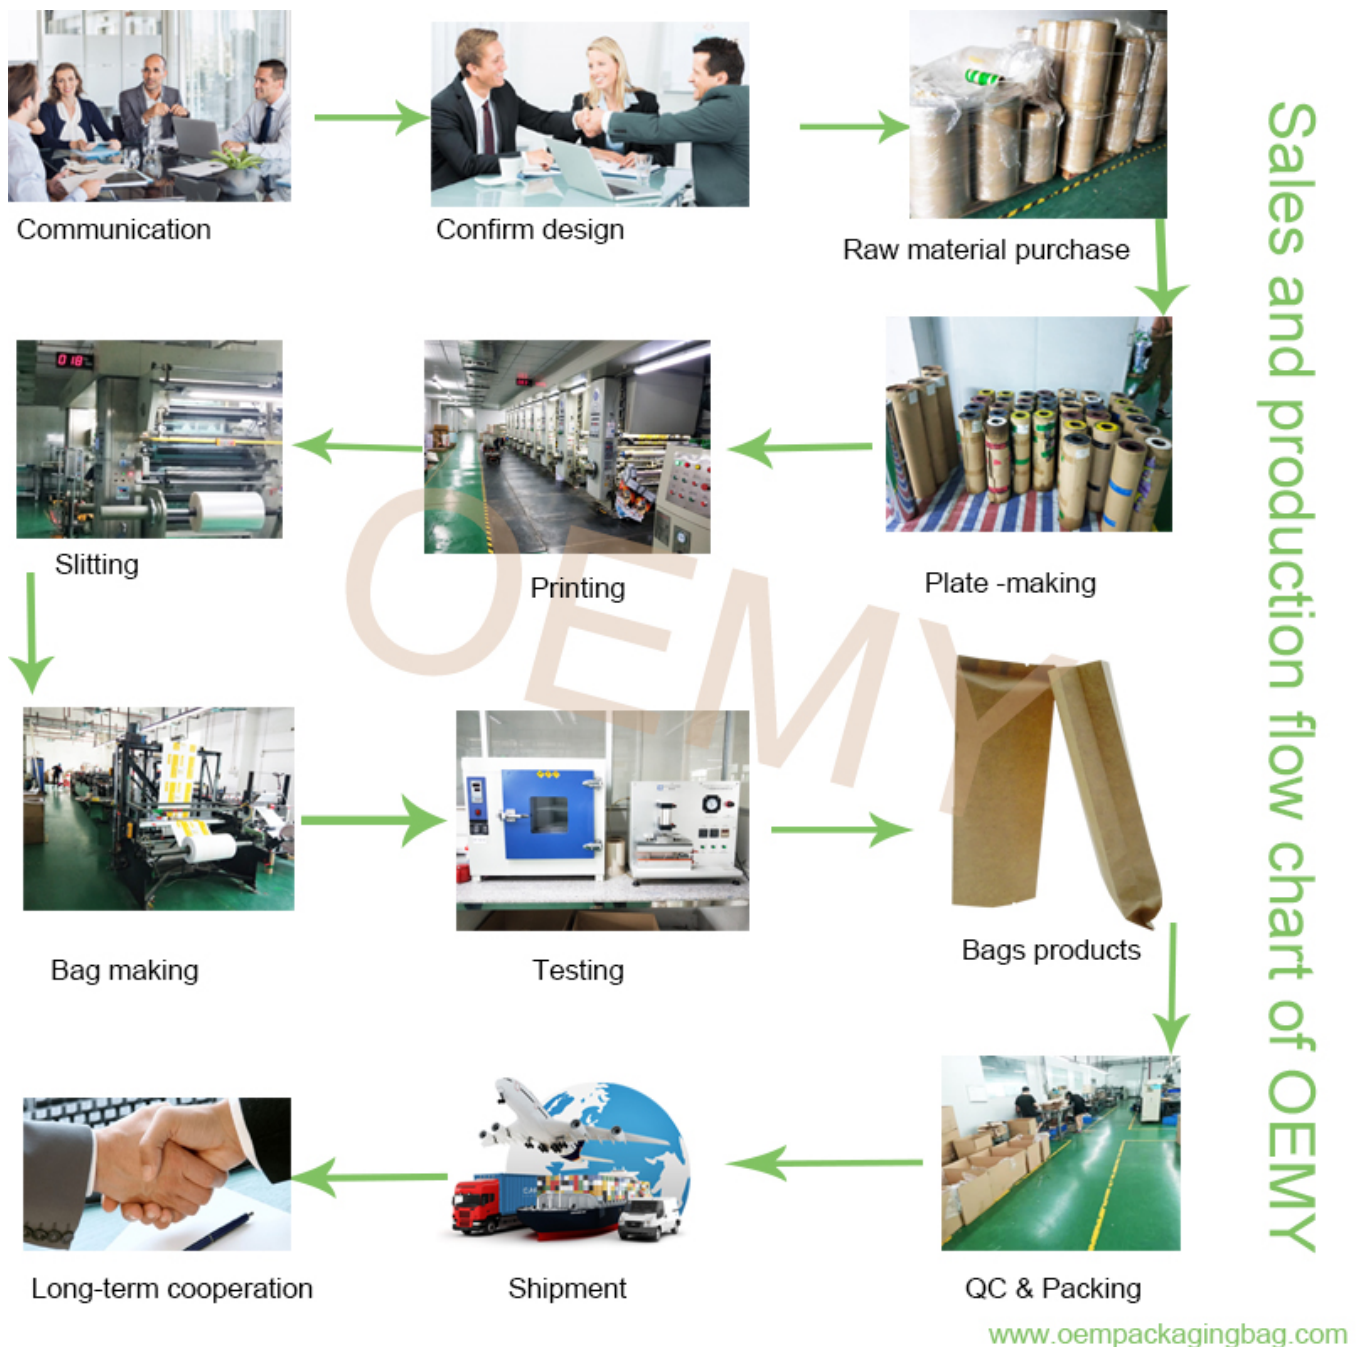 Communication
Confirm design
Raw material purchase
Sales and production flow chart of OEMY
018
Slitting
Printing
Plate -making
OEMY
Bag making
Testing
Bags products
Long-term cooperation
Shipment
QC & Packing
www.oempackagingbag.com